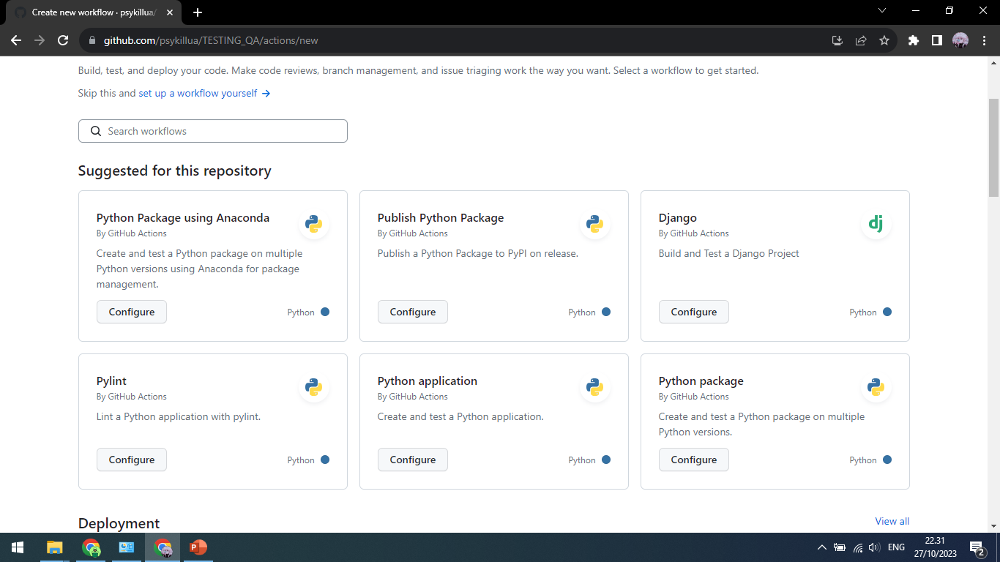 Create new workflow · psykillua/
github.com/psykillua/TESTING_QA/actions/new
Build, test, and deploy your code. Make code reviews, branch management, and issue triaging work the way you want. Select a workflow to get started.
Skip this and set up a workflow yourself →
Search workflows
Suggested for this repository
Python Package using Anaconda
By GitHub Actions
Create and test a Python package on multiple
Python versions using Anaconda for package
management.
Configure
Python
Publish Python Package
By GitHub Actions
Publish a Python Package to PyPI on release.
Configure
Python
Django
By GitHub Actions
Build and Test a Django Project
Configure
Python
dj
Pylint
By GitHub Actions
Lint a Python application with pylint.
Configure
Python
Python application
By GitHub Actions
Create and test a Python application.
Configure
Python
Python package
By GitHub Actions
Create and test a Python package on multiple
Python versions.
Configure
Python
Deployment
View all
P
ENG
22.31
27/10/2023
2